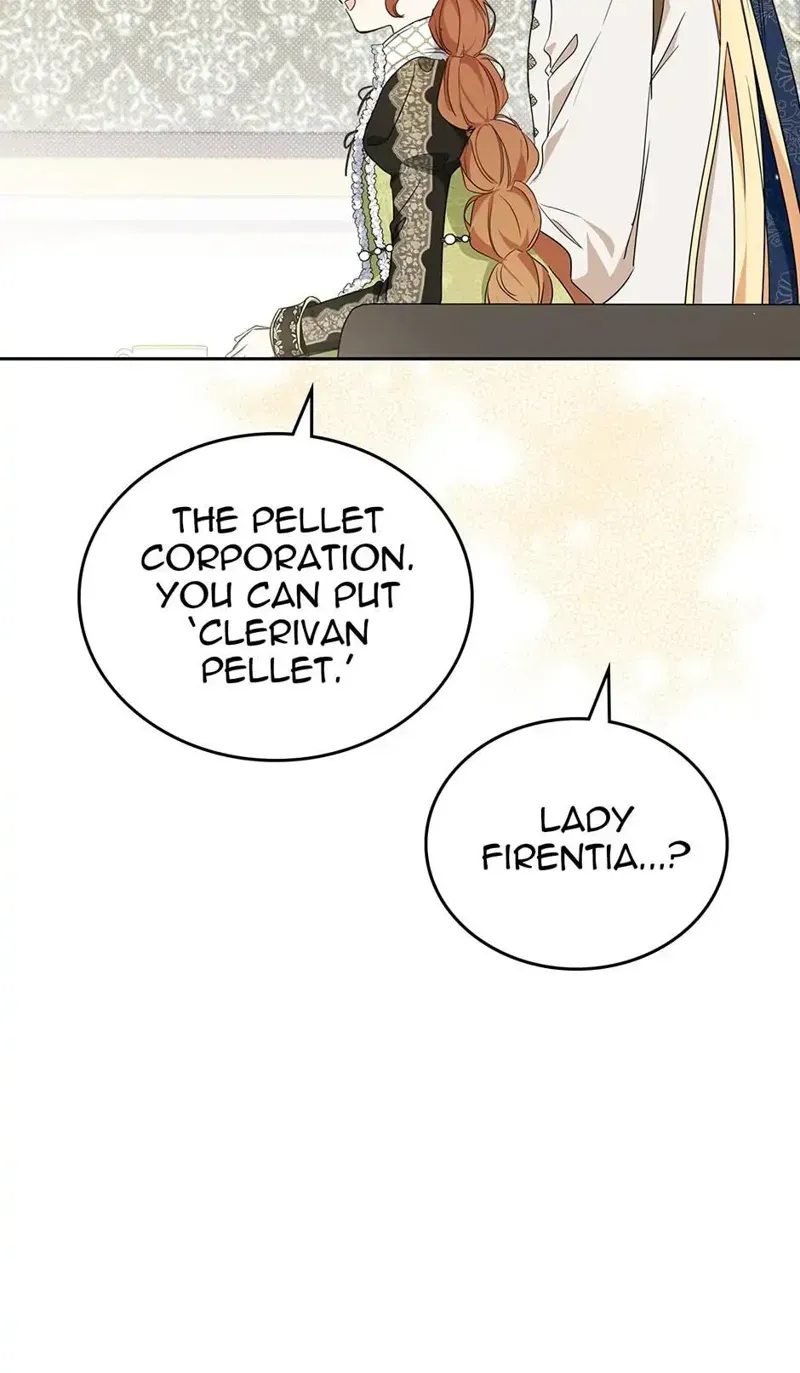 THE PELLET
CORPORATION.
YOU CAN PUT
‘CLERIVAN
PELLET.’
LADY
FIRENTIA...?